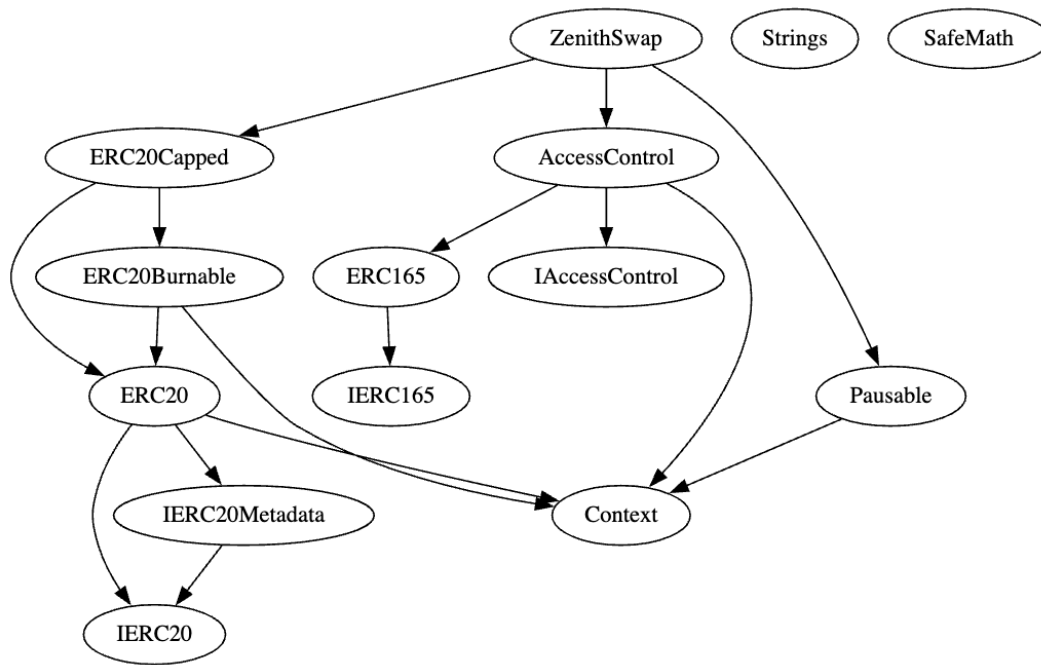 ZenithSwap
Strings
SafeMath
ERC20Capped
AccessControl
ERC20Burnable
ERC165
IAccessControl
ERC20
IERC165
Pausable
IERC20Metadata
Context
IERC20